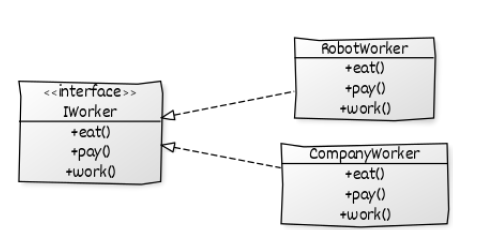 <<interface>>
IWorker
+eat()
+pay()
+work()
RobotWorker
+eat()
+pay()
+work()
CompanyWorker
+eat()
+pay()
+work()